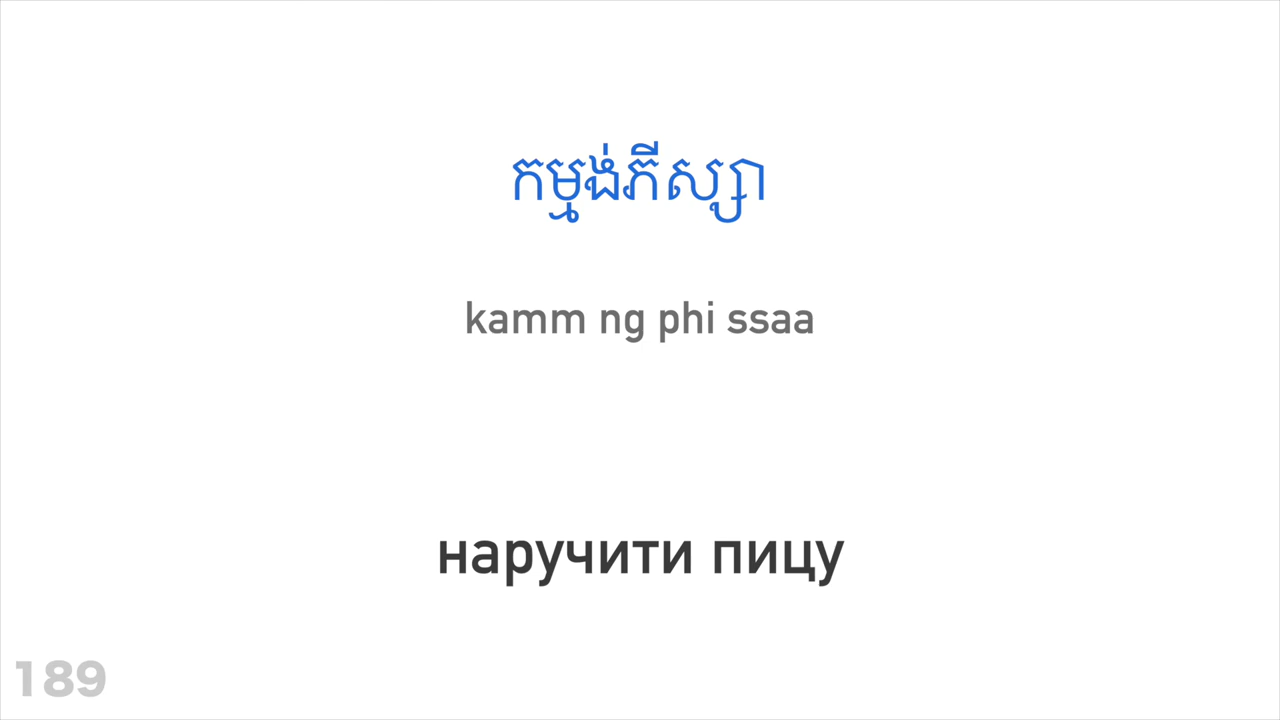 កម្មង់ភីស្សា
kamm ng phi ssaa
наручити пицу
189